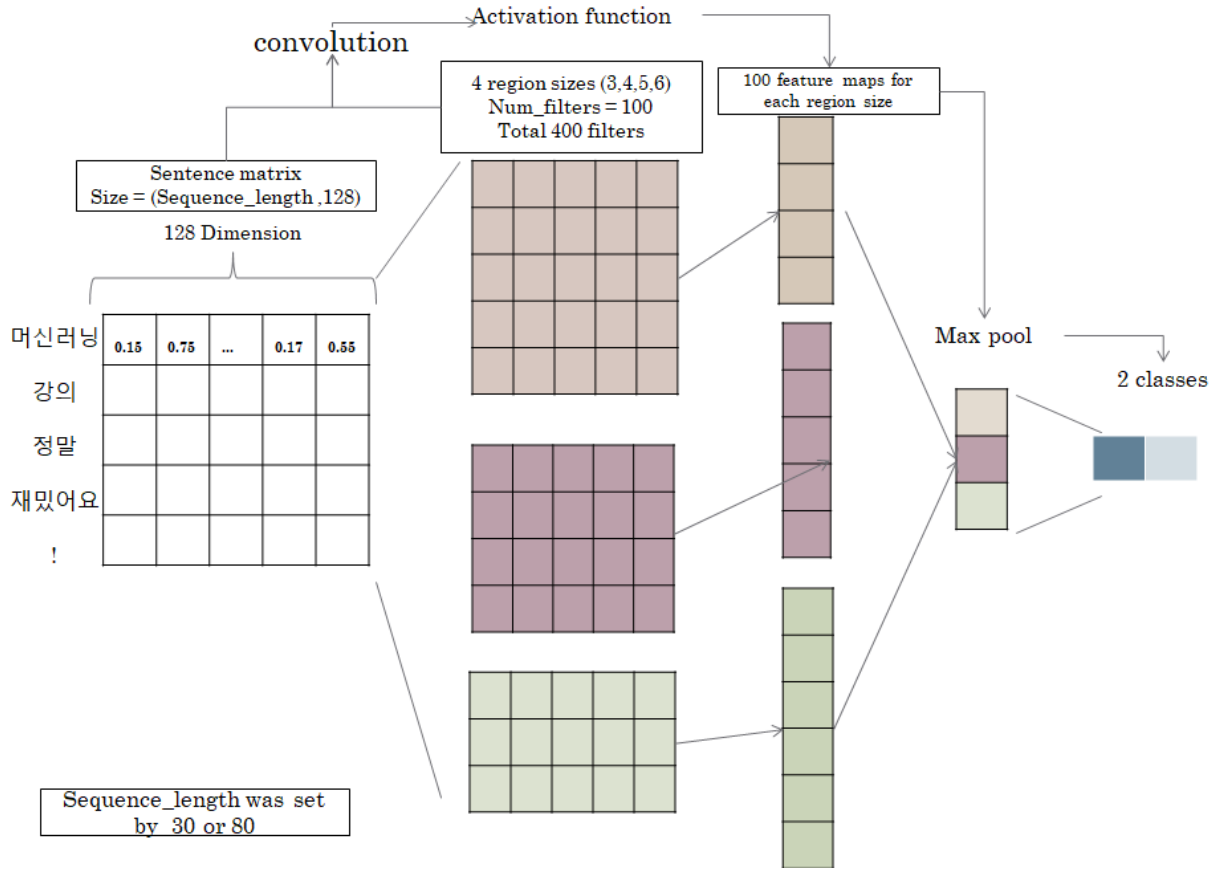 Activation function
convolution
4 region sizes (3,4,5,6)
Num_filters = 100
Total 400 filters
100 feature maps for
each region size
Sentence matrix
Size = (Sequence_length ,128)
128 Dimension
머신러닝
0.15 0.75 ... 0.17 0.55
강의
정말
재밌어요
!
Max pool
2 classes
Sequence_length was set
by 30 or 80